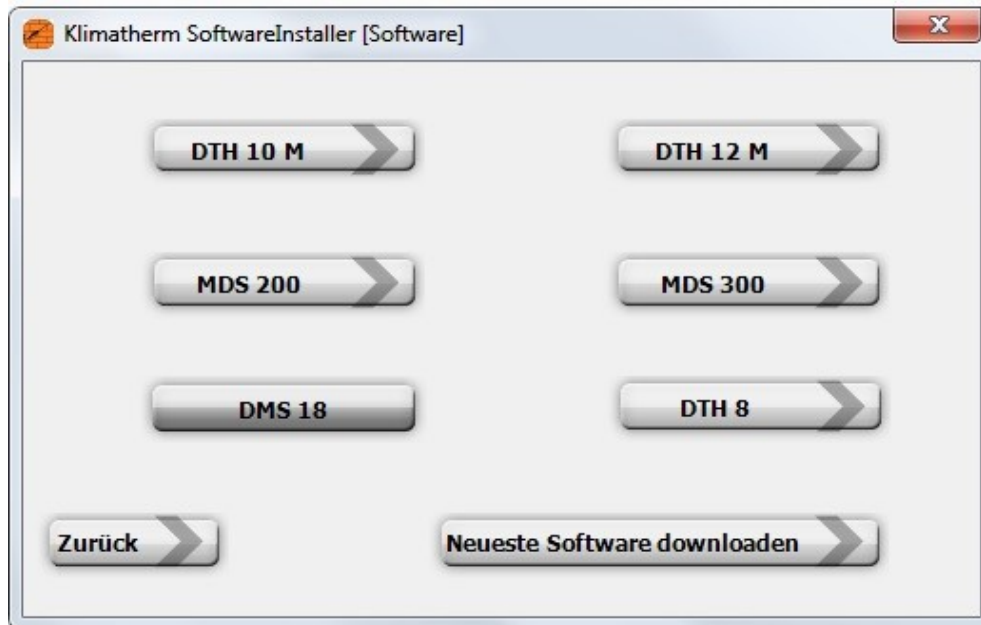 Klimatherm SoftwareInstaller [Software]
DTH 10 M
DTH 12 M
MDS 200
MDS 300
DMS 18
DTH 8
Zurück
Neueste Software downloaden